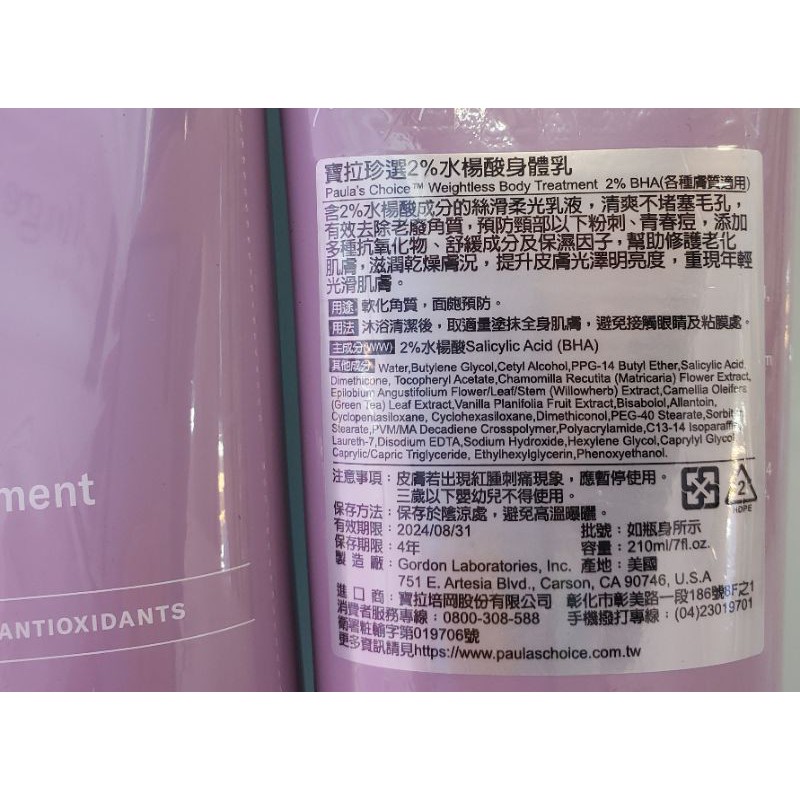 ment
ANTIOXIDANTS
寶拉珍選2%水楊酸身體乳
Paula's Choice™ Weightless Body Treatment 2% BHA(各種膚質適用)
含2%水楊酸成分的絲滑柔光乳液，清爽不堵塞毛孔，
有效去除老廢角質，預防頸部以下粉刺、青春痘，添加
多種抗氧化物、舒緩成分及保濕因子，幫助修護老化
肌膚，滋潤乾燥膚況，提升皮膚光澤明亮度，重現年輕
光滑肌膚。
用途 軟化角質，面皰預防。
用法 沐浴清潔後，取適量塗抹全身肌膚，避免接觸眼睛及粘膜處。
主成分(W/W) 2%水楊酸Salicylic Acid (BHA)
其他成分 Water,Butylene Glycol,Cetyl Alcohol,PPG-14 Butyl Ether,Salicylic Acid,
Dimethicone, Tocopheryl Acetate,Chamomilla Recutita (Matricaria) Flower Extract,
Epilobium Angustifolium Flower/Leaf/Stem (Willowherb) Extract,Camellia Oleifera
(Green Tea) Leaf Extract,Vanilla Planifolia Fruit Extract,Bisabolol,Allantoin,
Cyclopentasiloxane, Cyclohexasiloxane,Dimethiconol,PEG-40 Stearate,Sorbit
Stearate,PVM/MA Decadiene Crosspolymer,Polyacrylamide,C13-14 Isoparaffin
Laureth-7,Disodium EDTA,Sodium Hydroxide,Hexylene Glycol,Caprylyl Glycol
Caprylic/Capric Triglyceride, Ethylhexylglycerin,Phenoxyethanol.
注意事項：皮膚若出現紅腫刺痛現象，應暫停使用。
三歲以下嬰幼兒不得使用。
2
HDPE
保存方法：保存於陰涼處，避免高溫曝曬。
有效期限：2024/08/31 批號：如瓶身所示
保存期限：4年 容量：210ml/7fl.oz.
製造廠：Gordon Laboratories, Inc. 產地：美國
751 E. Artesia Blvd., Carson, CA 90746, U.S.A
進口商：寶拉培岡股份有限公司 彰化市彰美路一段186號8F之1
消費者服務專線：0800-308-588 手機撥打專線：(04)23019701
衛署粧輸字第019706號
更多資訊請見https://www.paulaschoice.com.tw